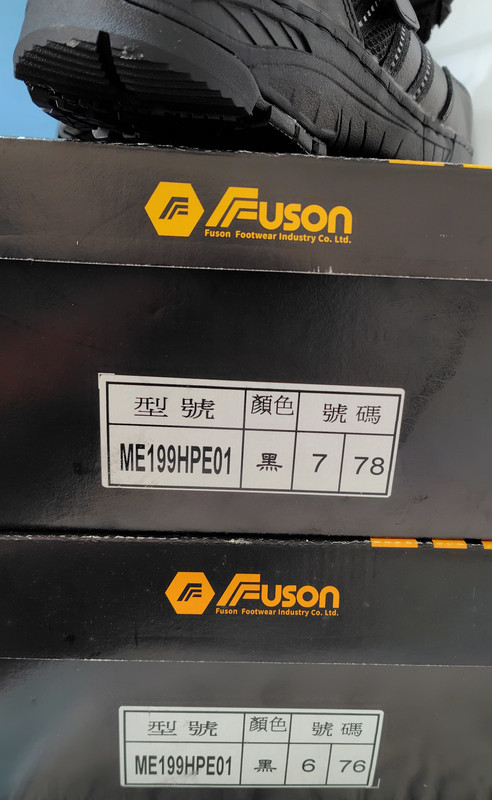 Fuson
Fuson Footwear Industry Co. Ltd.
型號 顏色 號碼
ME199HPE01 黑 7 78
Fuson
Fuson Footwear Industry Co. Ltd.
型號 顏色 號碼
ME199HPE01 黑 6 76